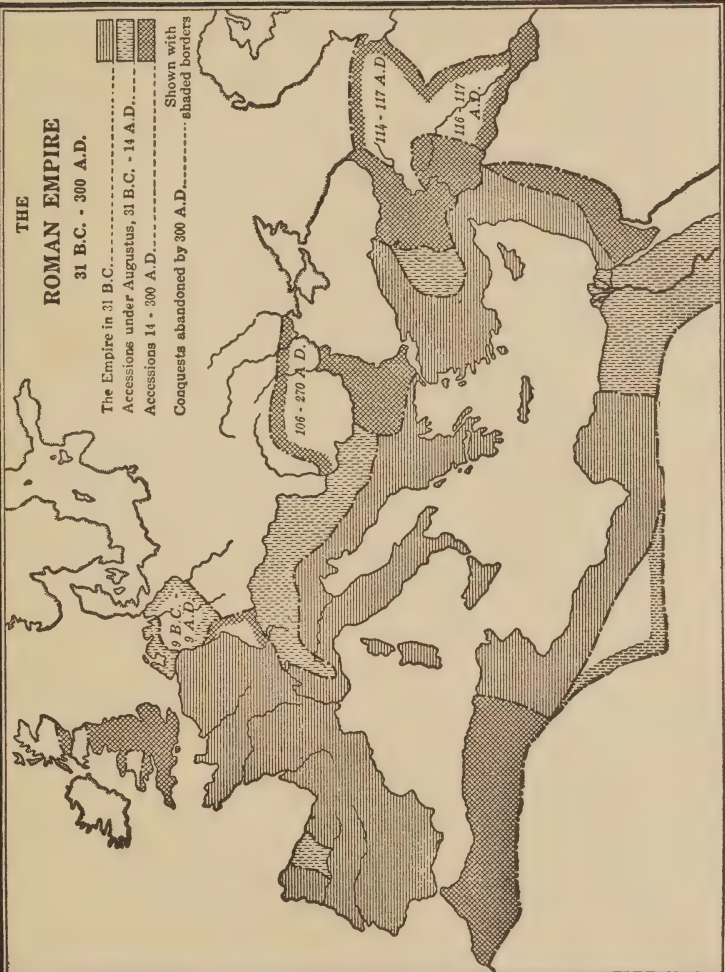 THE
ROMAN EMPIRE
31 B.C. - 300 A.D.
The Empire in 31 B.C.
Accessions under Augustus, 31 B.C. - 14 A.D.
Accessions 14 - 300 A.D.
Conquests abandoned by 300 A.D. Shown with
shaded borders
9 B.C. -
9 A.D.
106 - 270 A.D.
114 - 117 A.D.
116 - 117
A.D.